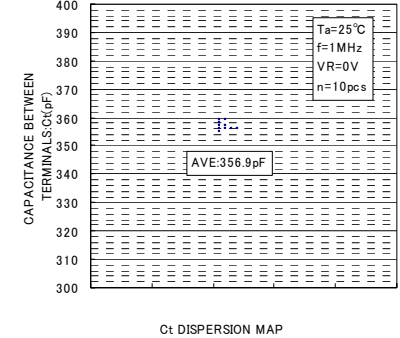 400
390
380
370
360
350
340
330
320
310
300
CAPACITANCE BETWEEN
TERMINALS:Ct(pF)
Ta=25°C
f=1MHz
VR=0V
n=10pcs
AVE:356.9pF
Ct DISPERSION MAP